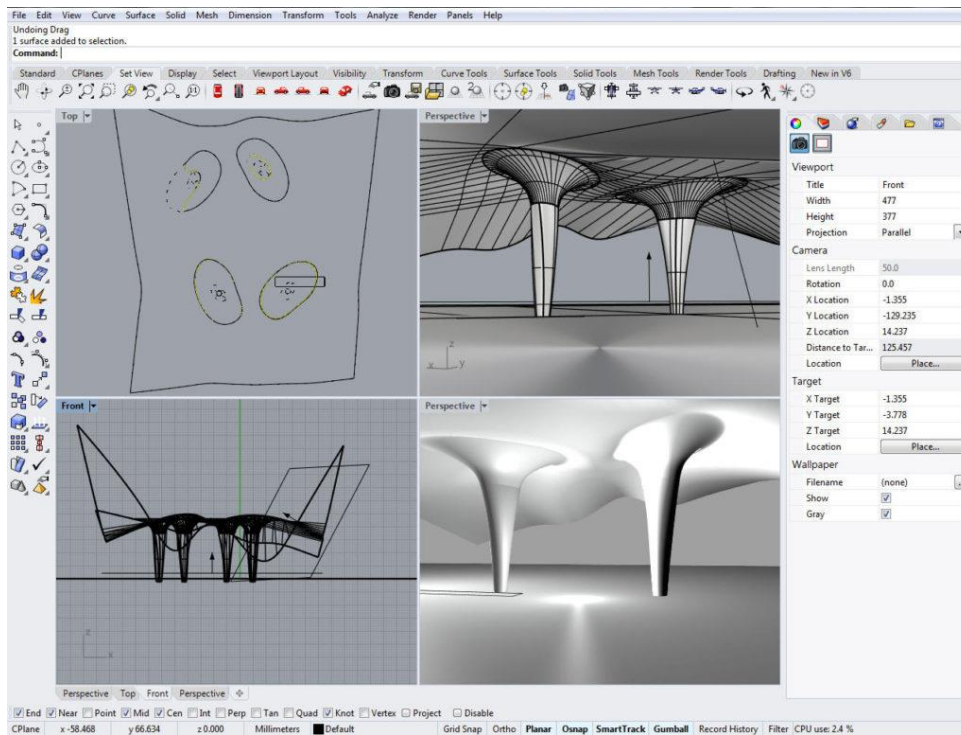 File Edit View Curve Surface Solid Mesh Dimension Transform Tools Analyze Render Panels Help
Undoing Drag
1 surface added to selection.
Command:
Standard CPlanes Set View Display Select Viewport Layout Visibility Transform Curve Tools Surface Tools Solid Tools Mesh Tools Render Tools Drafting New in V6
Top
Perspective
Viewport
Title Front
Width 477
Height 377
Projection Parallel
Camera
Lens Length 50.0
Rotation 0.0
X Location -1.355
Y Location -129.235
Z Location 14.237
Distance to Tar... 125.457
Location Place...
Target
X Target -1.355
Y Target -3.778
Z Target 14.237
Location Place...
Wallpaper
Filename (none)
Show
Gray
z
x y
Front
Perspective
z
x
Perspective Top Front Perspective
End Near Point Mid Cen Int Perp Tan Quad Knot Vertex Project Disable
CPlane x -58.468 y 66.634 z 0.000 Millimeters Default Grid Snap Ortho Planar Osnap SmartTrack Gumball Record History Filter CPU use: 2.4 %